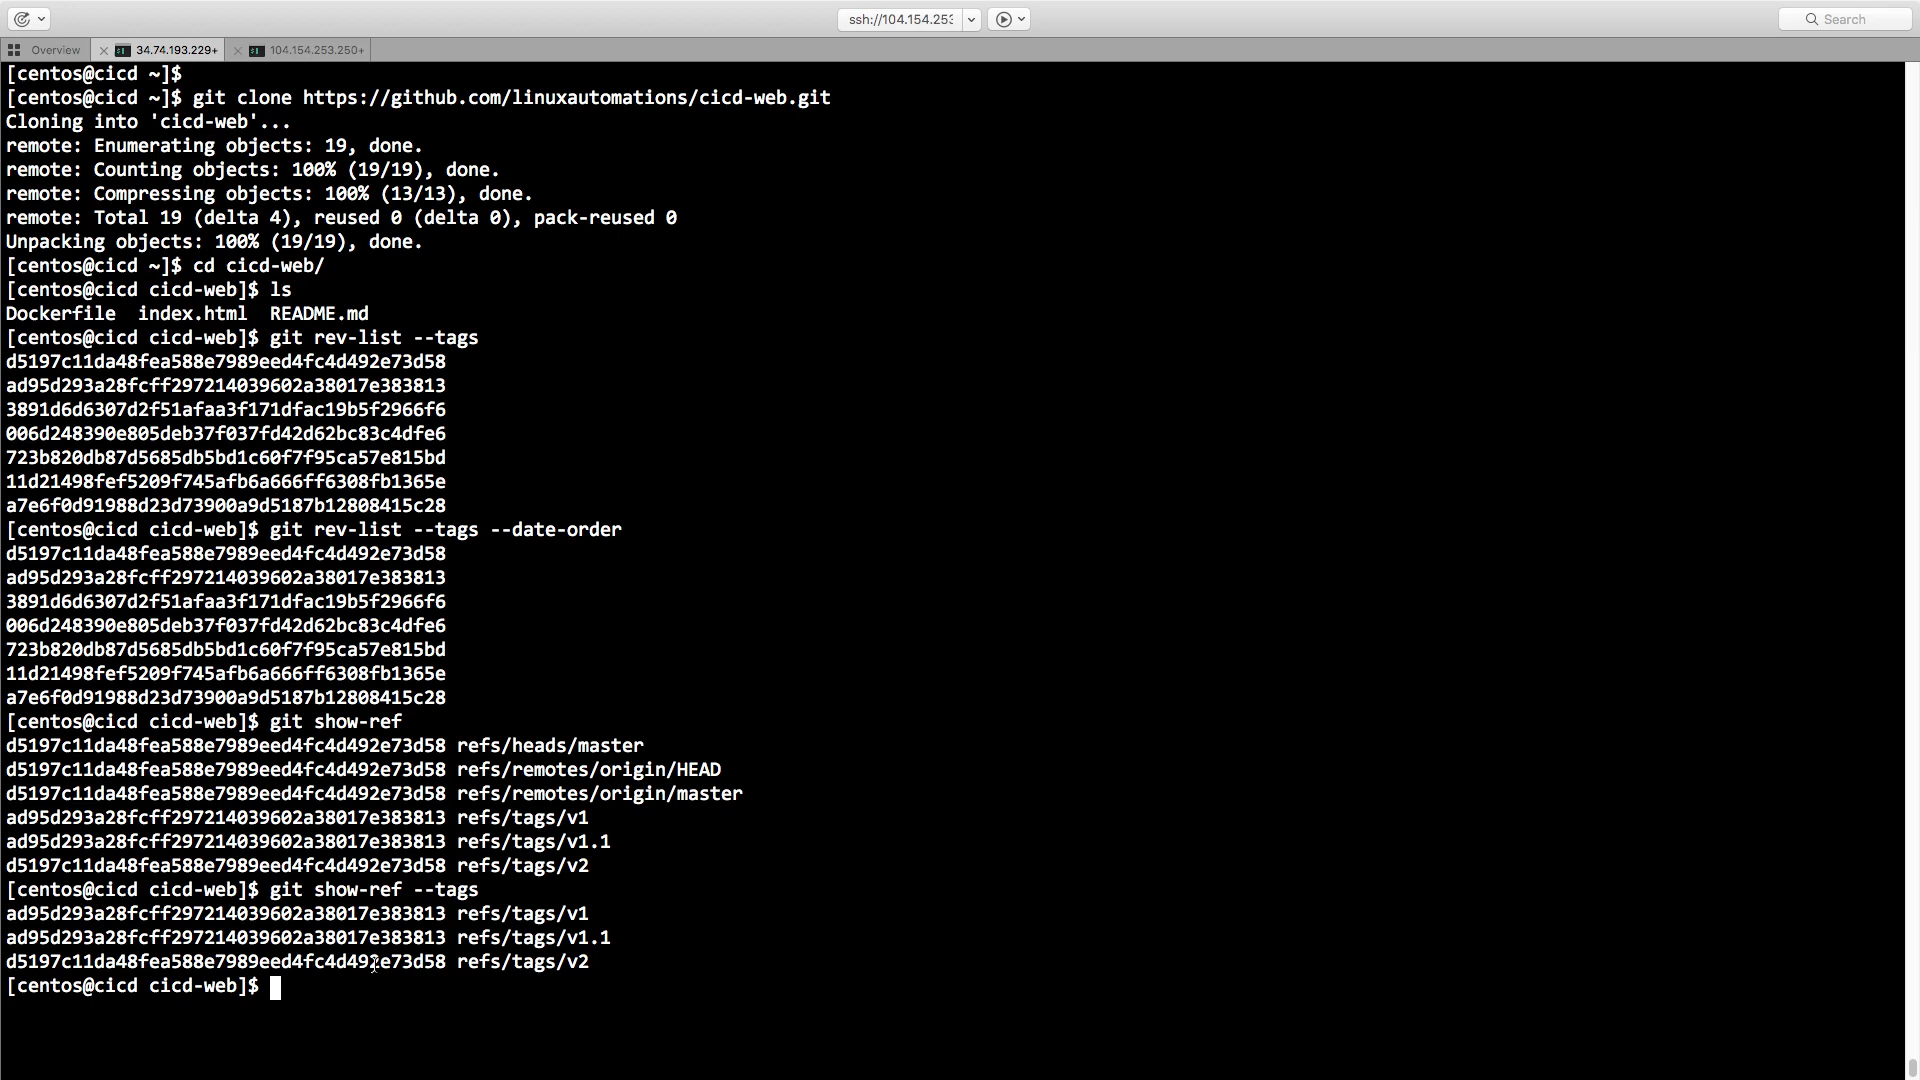 ssh://104.154.253
Search
Overview
34.74.193.229+
104.154.253.250+
[centos@cicd ~]$
[centos@cicd ~]$ git clone https://github.com/linuxautomations/cicd-web.git
Cloning into 'cicd-web'...
remote: Enumerating objects: 19, done.
remote: Counting objects: 100% (19/19), done.
remote: Compressing objects: 100% (13/13), done.
remote: Total 19 (delta 4), reused 0 (delta 0), pack-reused 0
Unpacking objects: 100% (19/19), done.
[centos@cicd ~]$ cd cicd-web/
[centos@cicd cicd-web]$ ls
Dockerfile  index.html  README.md
[centos@cicd cicd-web]$ git rev-list --tags
d5197c11da48fea588e7989eed4fc4d492e73d58
ad95d293a28fcff297214039602a38017e383813
3891d6d6307d2f51afaa3f171dfac19b5f2966f6
006d248390e805deb37f037fd42d62bc83c4dfe6
723b820db87d5685db5bd1c60f7f95ca57e815bd
11d21498fef5209f745afb6a666ff6308fb1365e
a7e6f0d91988d23d73900a9d5187b12808415c28
[centos@cicd cicd-web]$ git rev-list --tags --date-order
d5197c11da48fea588e7989eed4fc4d492e73d58
ad95d293a28fcff297214039602a38017e383813
3891d6d6307d2f51afaa3f171dfac19b5f2966f6
006d248390e805deb37f037fd42d62bc83c4dfe6
723b820db87d5685db5bd1c60f7f95ca57e815bd
11d21498fef5209f745afb6a666ff6308fb1365e
a7e6f0d91988d23d73900a9d5187b12808415c28
[centos@cicd cicd-web]$ git show-ref
d5197c11da48fea588e7989eed4fc4d492e73d58 refs/heads/master
d5197c11da48fea588e7989eed4fc4d492e73d58 refs/remotes/origin/HEAD
d5197c11da48fea588e7989eed4fc4d492e73d58 refs/remotes/origin/master
ad95d293a28fcff297214039602a38017e383813 refs/tags/v1
ad95d293a28fcff297214039602a38017e383813 refs/tags/v1.1
d5197c11da48fea588e7989eed4fc4d492e73d58 refs/tags/v2
[centos@cicd cicd-web]$ git show-ref --tags
ad95d293a28fcff297214039602a38017e383813 refs/tags/v1
ad95d293a28fcff297214039602a38017e383813 refs/tags/v1.1
d5197c11da48fea588e7989eed4fc4d492e73d58 refs/tags/v2
[centos@cicd cicd-web]$